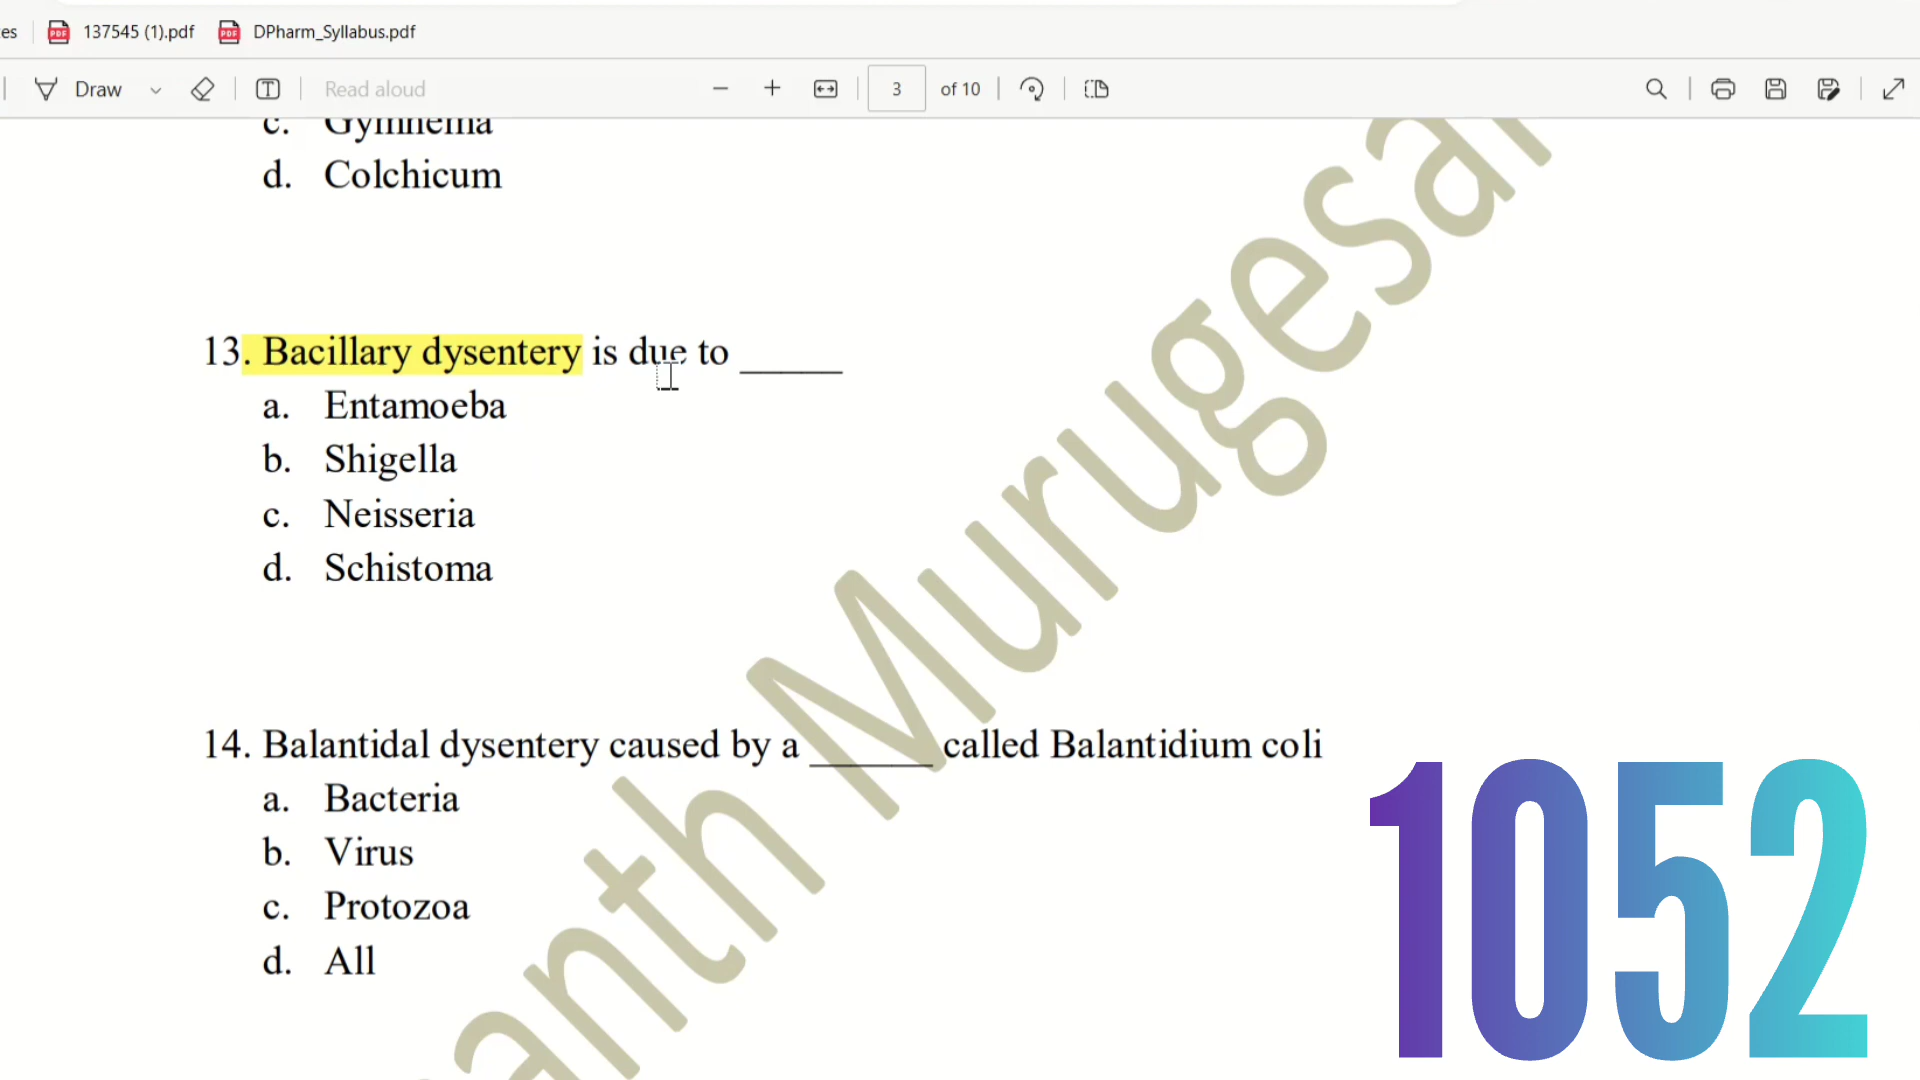 es 137545 (1).pdf DPharm_Syllabus.pdf
Draw Read aloud 3 of 10
c. Gymnema
d. Colchicum
13. Bacillary dysentery is due to _____
a. Entamoeba
b. Shigella
c. Neisseria
d. Schistoma
14. Balantidal dysentery caused by a ______ called Balantidium coli
a. Bacteria
b. Virus
c. Protozoa
d. All
anth Murugesan
1052